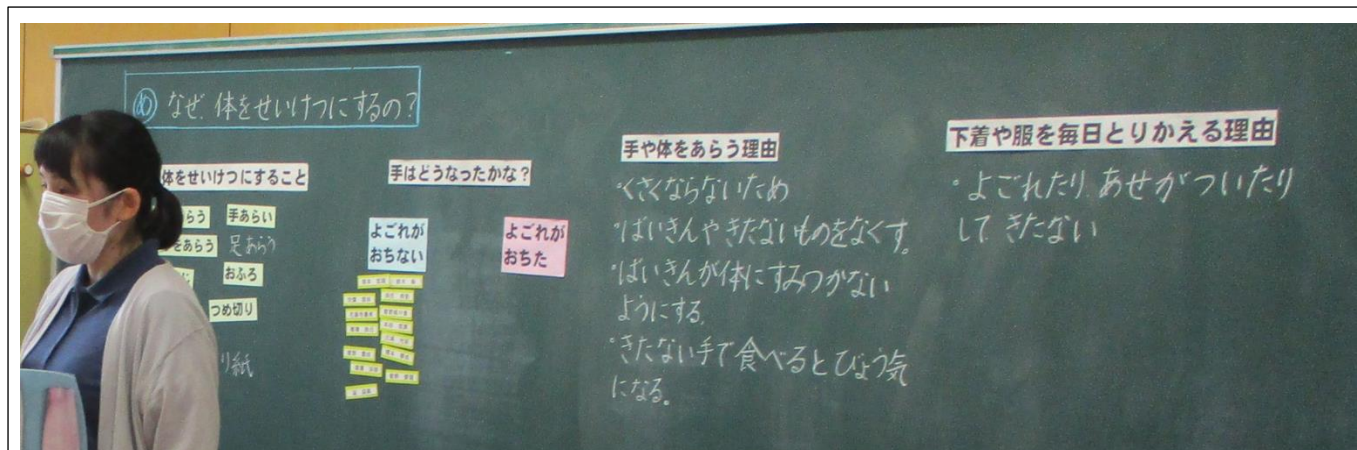 め なぜ 体をせいけつにするの?
体をせいけつにすること
らう 手あらい
をあらう 足あらう
おふろ
つめ切り
り紙
手はどうなったかな?
よごれが
おちない
よごれが
おちた
手や体をあらう理由
・くさくならないため
・ばいきんやきたないものをなくす。
・ばいきんが体にすみつかない
ようにする。
・きたない手で食べるとびょう気
になる。
下着や服を毎日とりかえる理由
・よごれたり、あせがついたり
して きたない